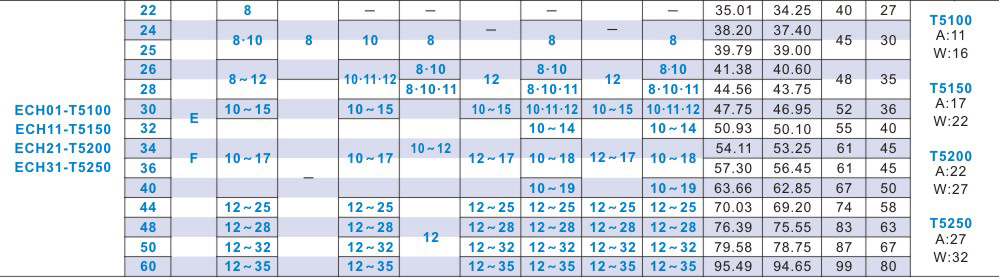 22 8 — — — — 35.01 34.25 40 27
T5100
24 — — 38.20 37.40
8·10 8 10 8 8 8 45 30
A:11
25 39.79 39.00
W:16
26 8·10 8·10 8·10 41.38 40.60
8~12 10·11·12 12 12 48 35
T5150
28 8·10·11 8·10·11 8·10·11 44.56 43.75
A:17
ECH01-T5100 30 10~15 10~15 10~15 10·11·12 10~15 10·11·12 47.75 46.95 52 36
E
W:22
ECH11-T5150 32 10~14 10~14 50.93 50.10 55 40
ECH21-T5200 34 10~12 54.11 53.25 61 45
F 10~17 10~17 12~17 10~18 12~17 10~18
T5200
ECH31-T5250 36 — 57.30 56.45 61 45
A:22
40 10~19 10~19 63.66 62.85 67 50
W:27
44 12~25 12~25 12~25 12~25 12~25 12~25 70.03 69.20 74 58
48 12~28 12~28 12~28 12~28 12~28 12~28 76.39 75.55 83 63
T5250
12
A:27
50 12~32 12~32 12~32 12~32 12~32 12~32 79.58 78.75 87 67
W:32
60 12~35 12~35 12~35 12~35 12~35 12~35 95.49 94.65 99 80